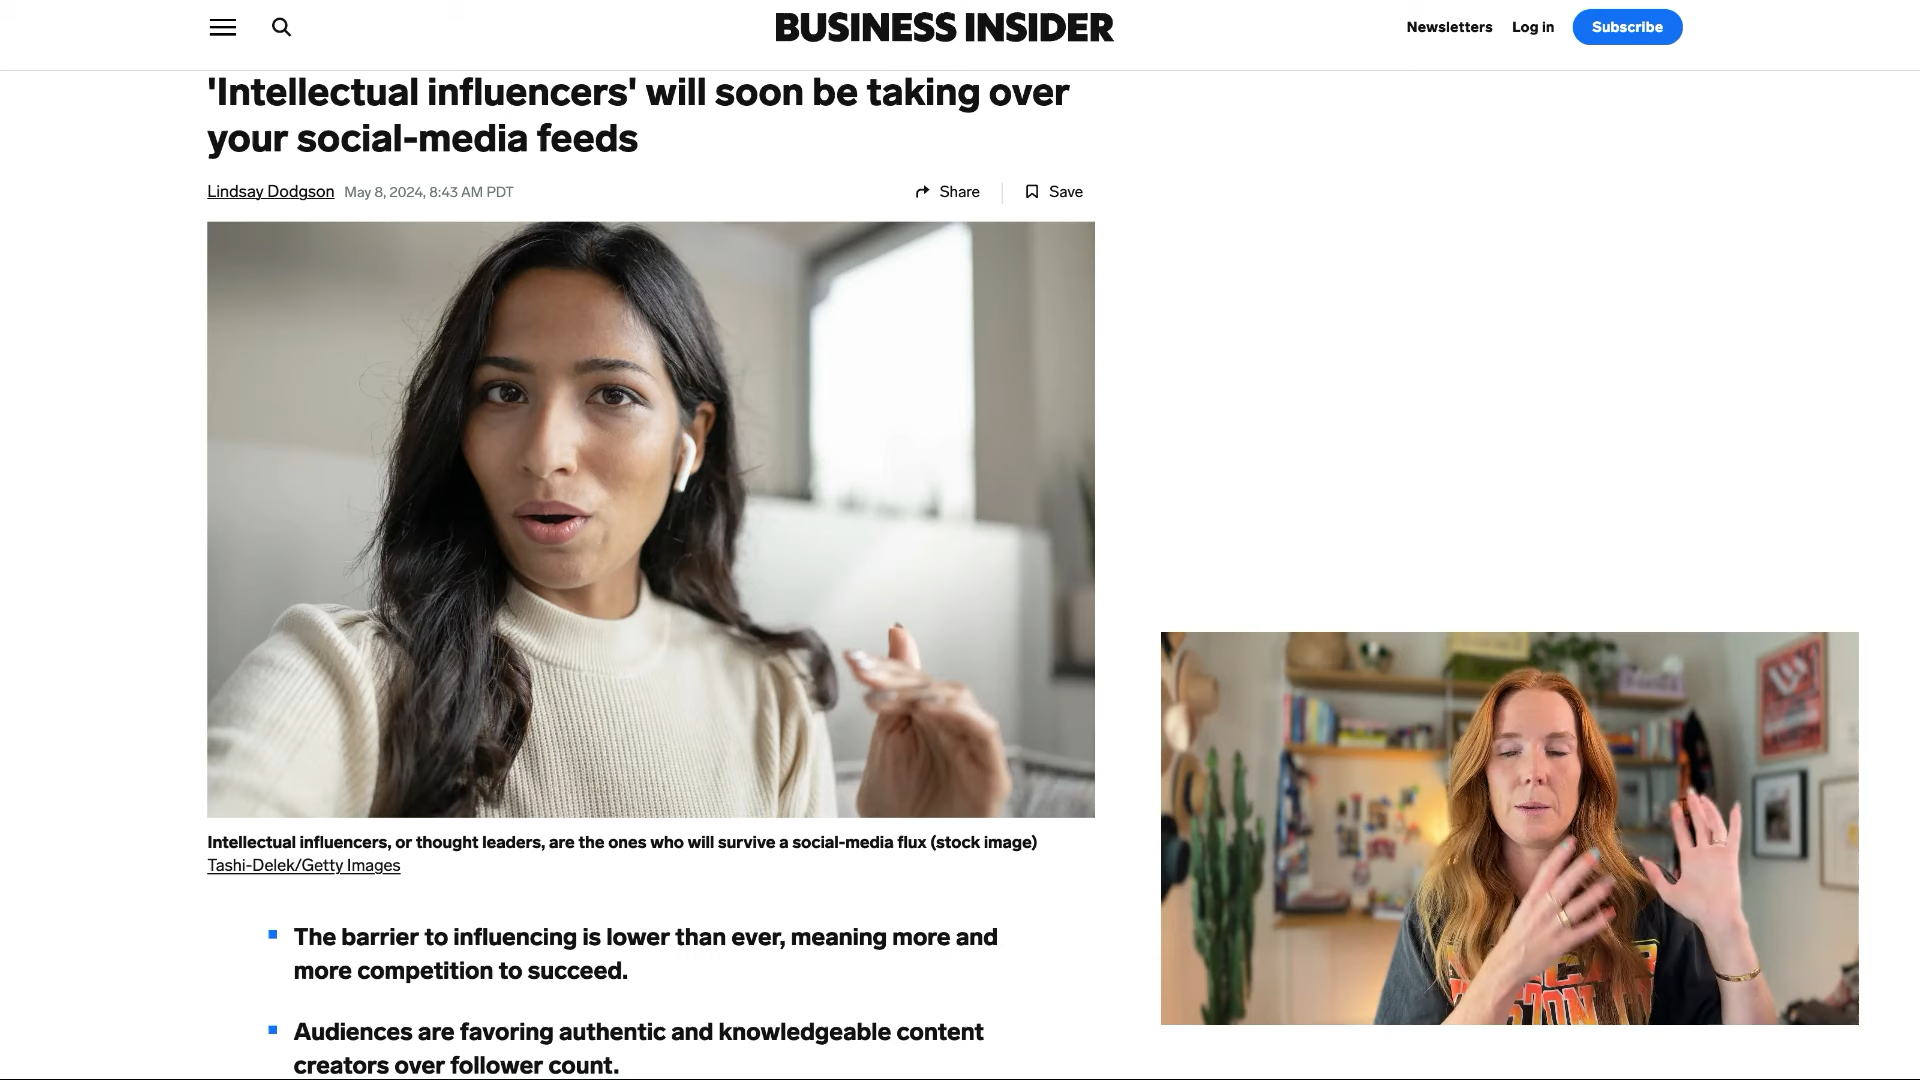 BUSINESS INSIDER
Newsletters
Log in
Subscribe
'Intellectual influencers' will soon be taking over
your social-media feeds
Lindsay Dodgson May 8, 2024, 8:43 AM PDT
Share
Save
Intellectual influencers, or thought leaders, are the ones who will survive a social-media flux (stock image)
Tashi-Delek/Getty Images
The barrier to influencing is lower than ever, meaning more and
more competition to succeed.
Audiences are favoring authentic and knowledgeable content
creators over follower count.